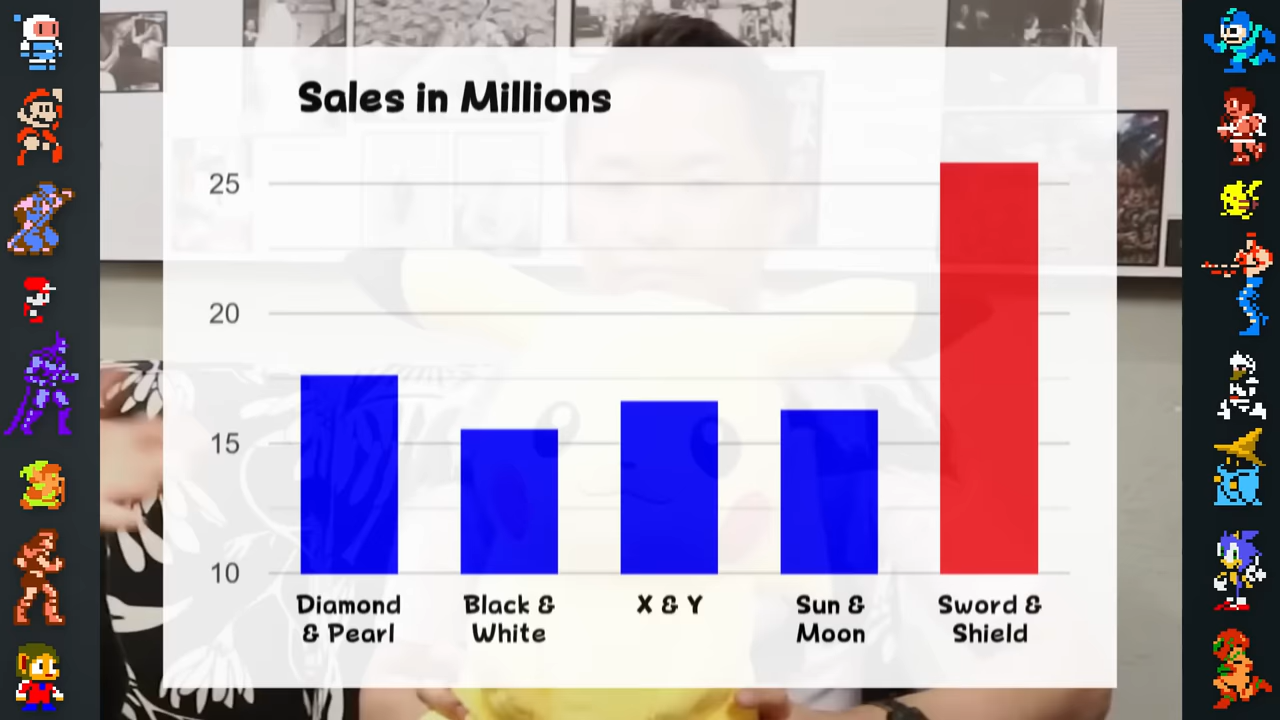 Sales in Millions
25
20
15
10
Diamond
& Pearl
Black &
White
X & Y
Sun &
Moon
Sword &
Shield